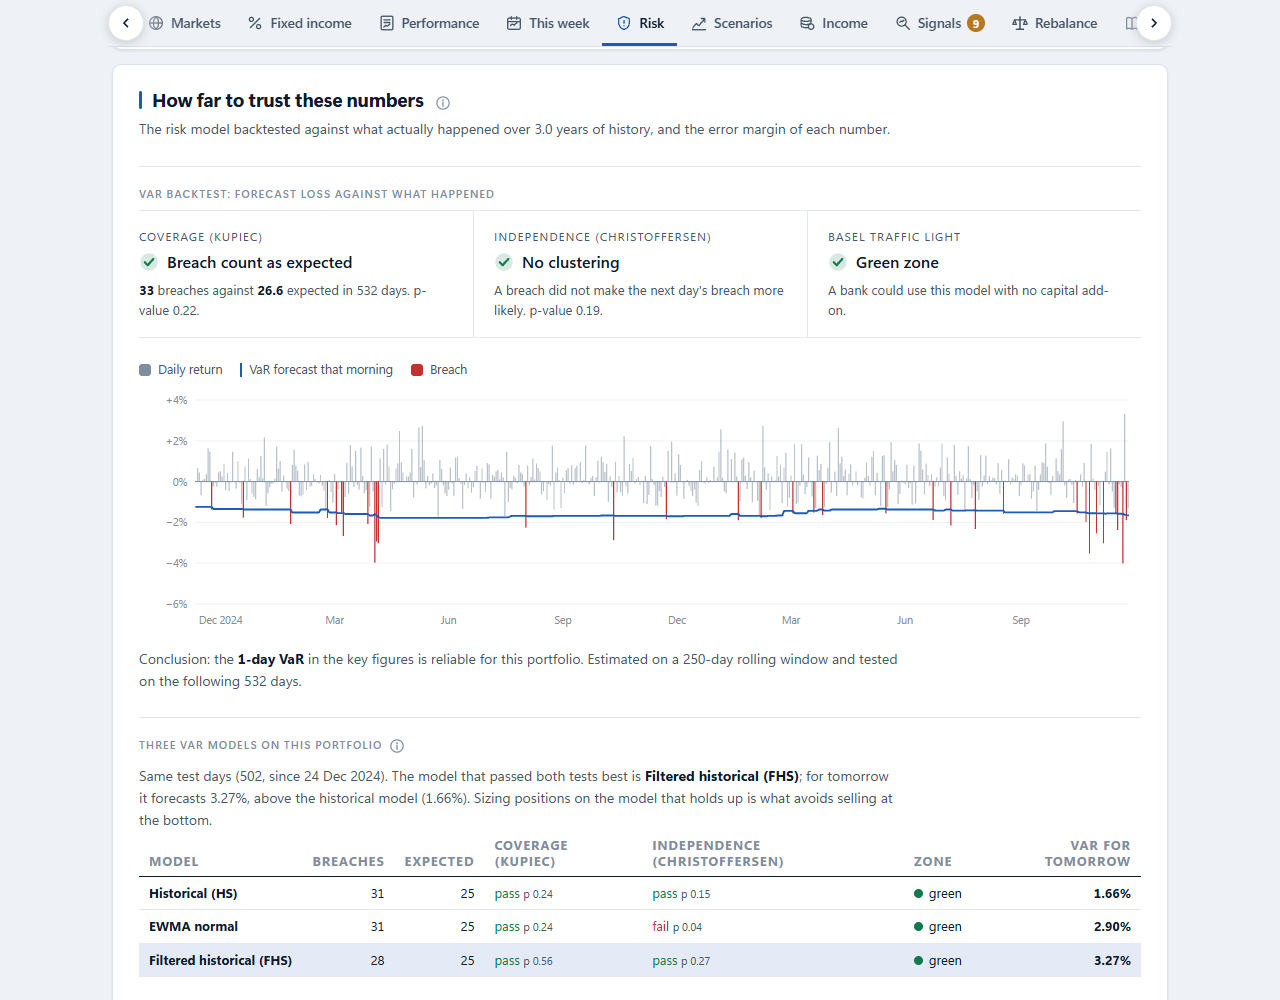 Markets
Fixed income
Performance
This week
Risk
Scenarios
Income
Signals 9
Rebalance
How far to trust these numbers
The risk model backtested against what actually happened over 3.0 years of history, and the error margin of each number.
VAR BACKTEST: FORECAST LOSS AGAINST WHAT HAPPENED
COVERAGE (KUPIEC)
Breach count as expected
33 breaches against 26.6 expected in 532 days. p-
value 0.22.
INDEPENDENCE (CHRISTOFFERSEN)
No clustering
A breach did not make the next day's breach more
likely. p-value 0.19.
BASEL TRAFFIC LIGHT
Green zone
A bank could use this model with no capital add-
on.
Daily return
VaR forecast that morning
Breach
+4%
+2%
0%
−2%
−4%
−6%
Dec 2024 Mar Jun Sep Dec Mar Jun Sep
Conclusion: the 1-day VaR in the key figures is reliable for this portfolio. Estimated on a 250-day rolling window and tested
on the following 532 days.
THREE VAR MODELS ON THIS PORTFOLIO
Same test days (502, since 24 Dec 2024). The model that passed both tests best is Filtered historical (FHS); for tomorrow
it forecasts 3.27%, above the historical model (1.66%). Sizing positions on the model that holds up is what avoids selling at
the bottom.
MODEL BREACHES EXPECTED COVERAGE (KUPIEC) INDEPENDENCE (CHRISTOFFERSEN) ZONE VAR FOR TOMORROW
Historical (HS) 31 25 pass p 0.24 pass p 0.15 green 1.66%
EWMA normal 31 25 pass p 0.24 fail p 0.04 green 2.90%
Filtered historical (FHS) 28 25 pass p 0.56 pass p 0.27 green 3.27%